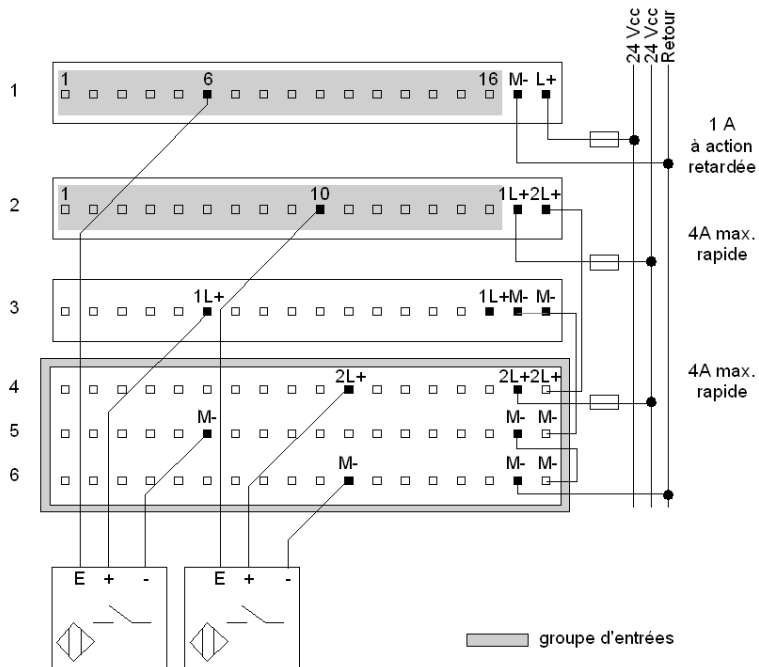 24 Vcc
24 Vcc
Retour
1 6 16 M- L+
1
1 A
à action
retardée
1 10 1L+ 2L+
2
4A max.
rapide
1L+ 1L+ M- M-
3
2L+ 2L+ 2L+
4
4A max.
rapide
M- M- M-
5
M- M- M-
6
E + -
E + -
groupe d'entrées